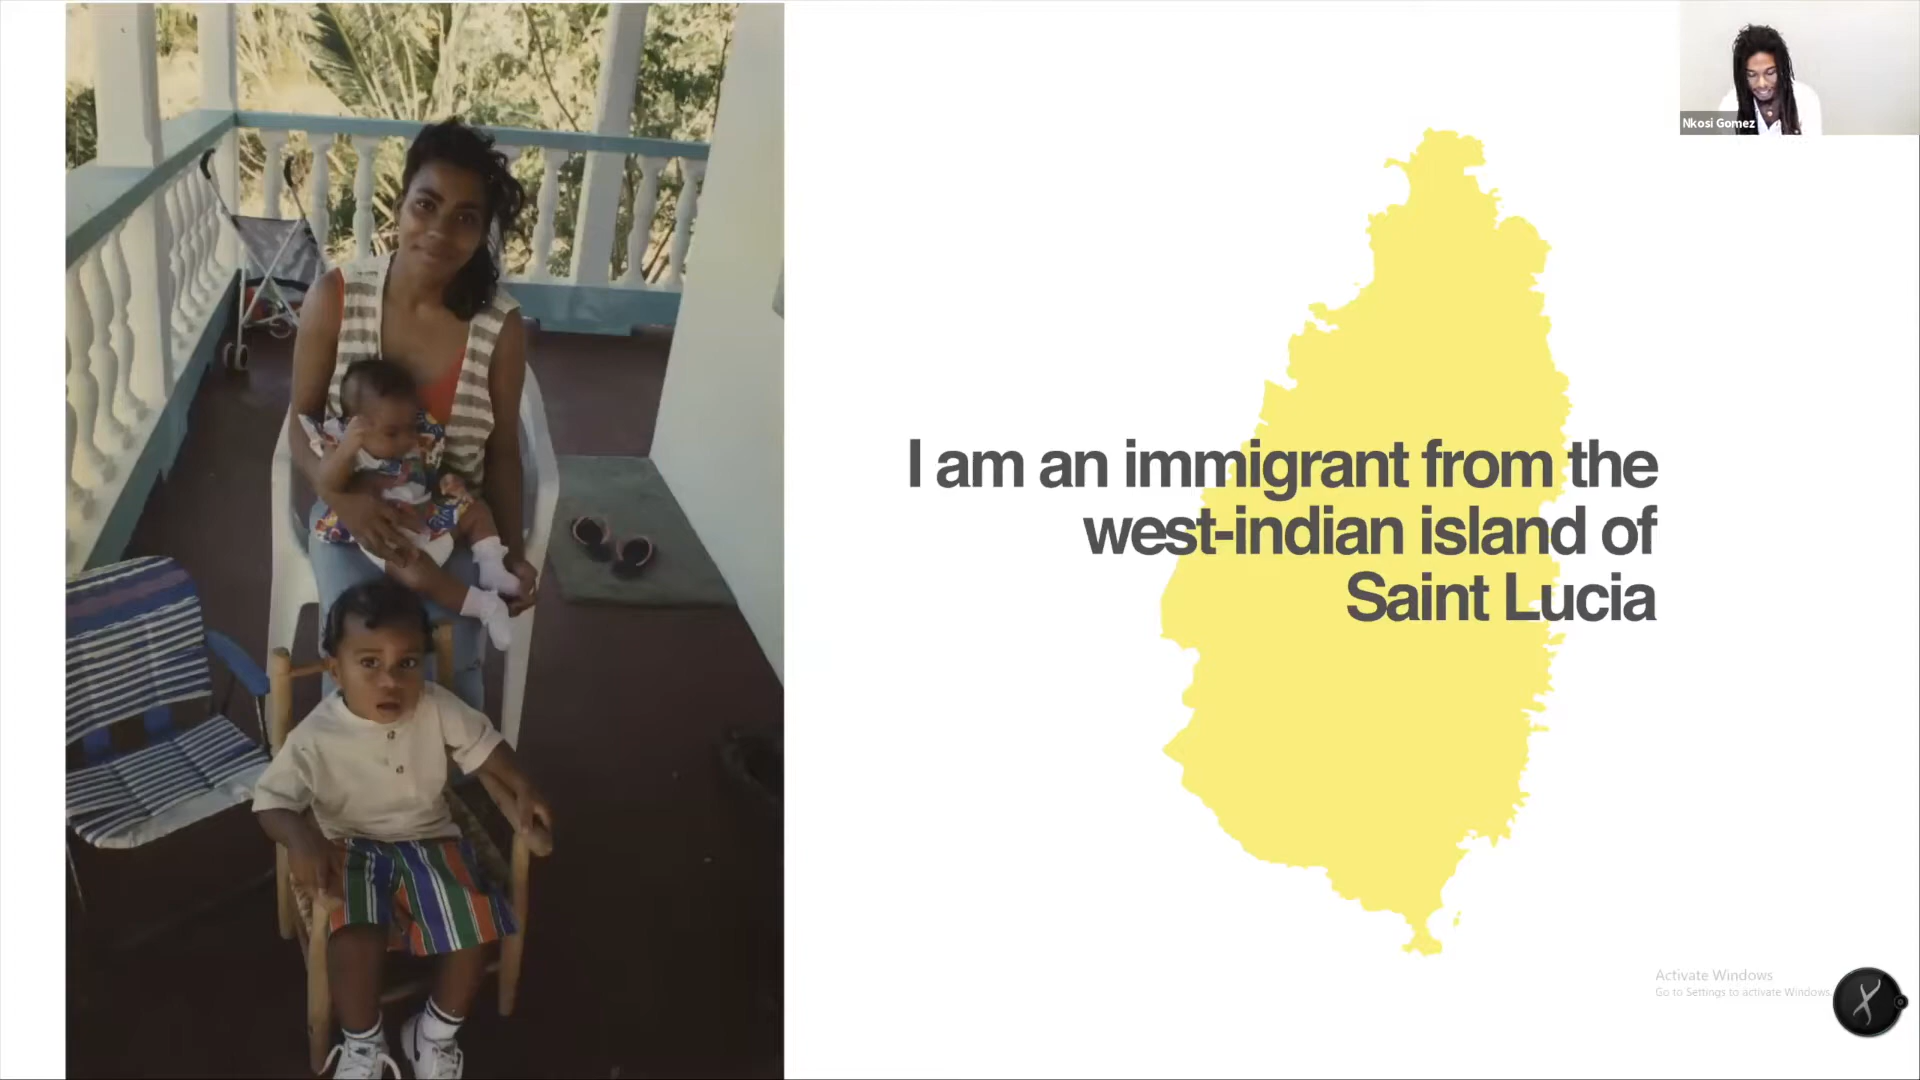 Nkosi Gomez
I am an immigrant from the
west-indian island of
Saint Lucia
Activate Windows
Go to Settings to activate Windows.